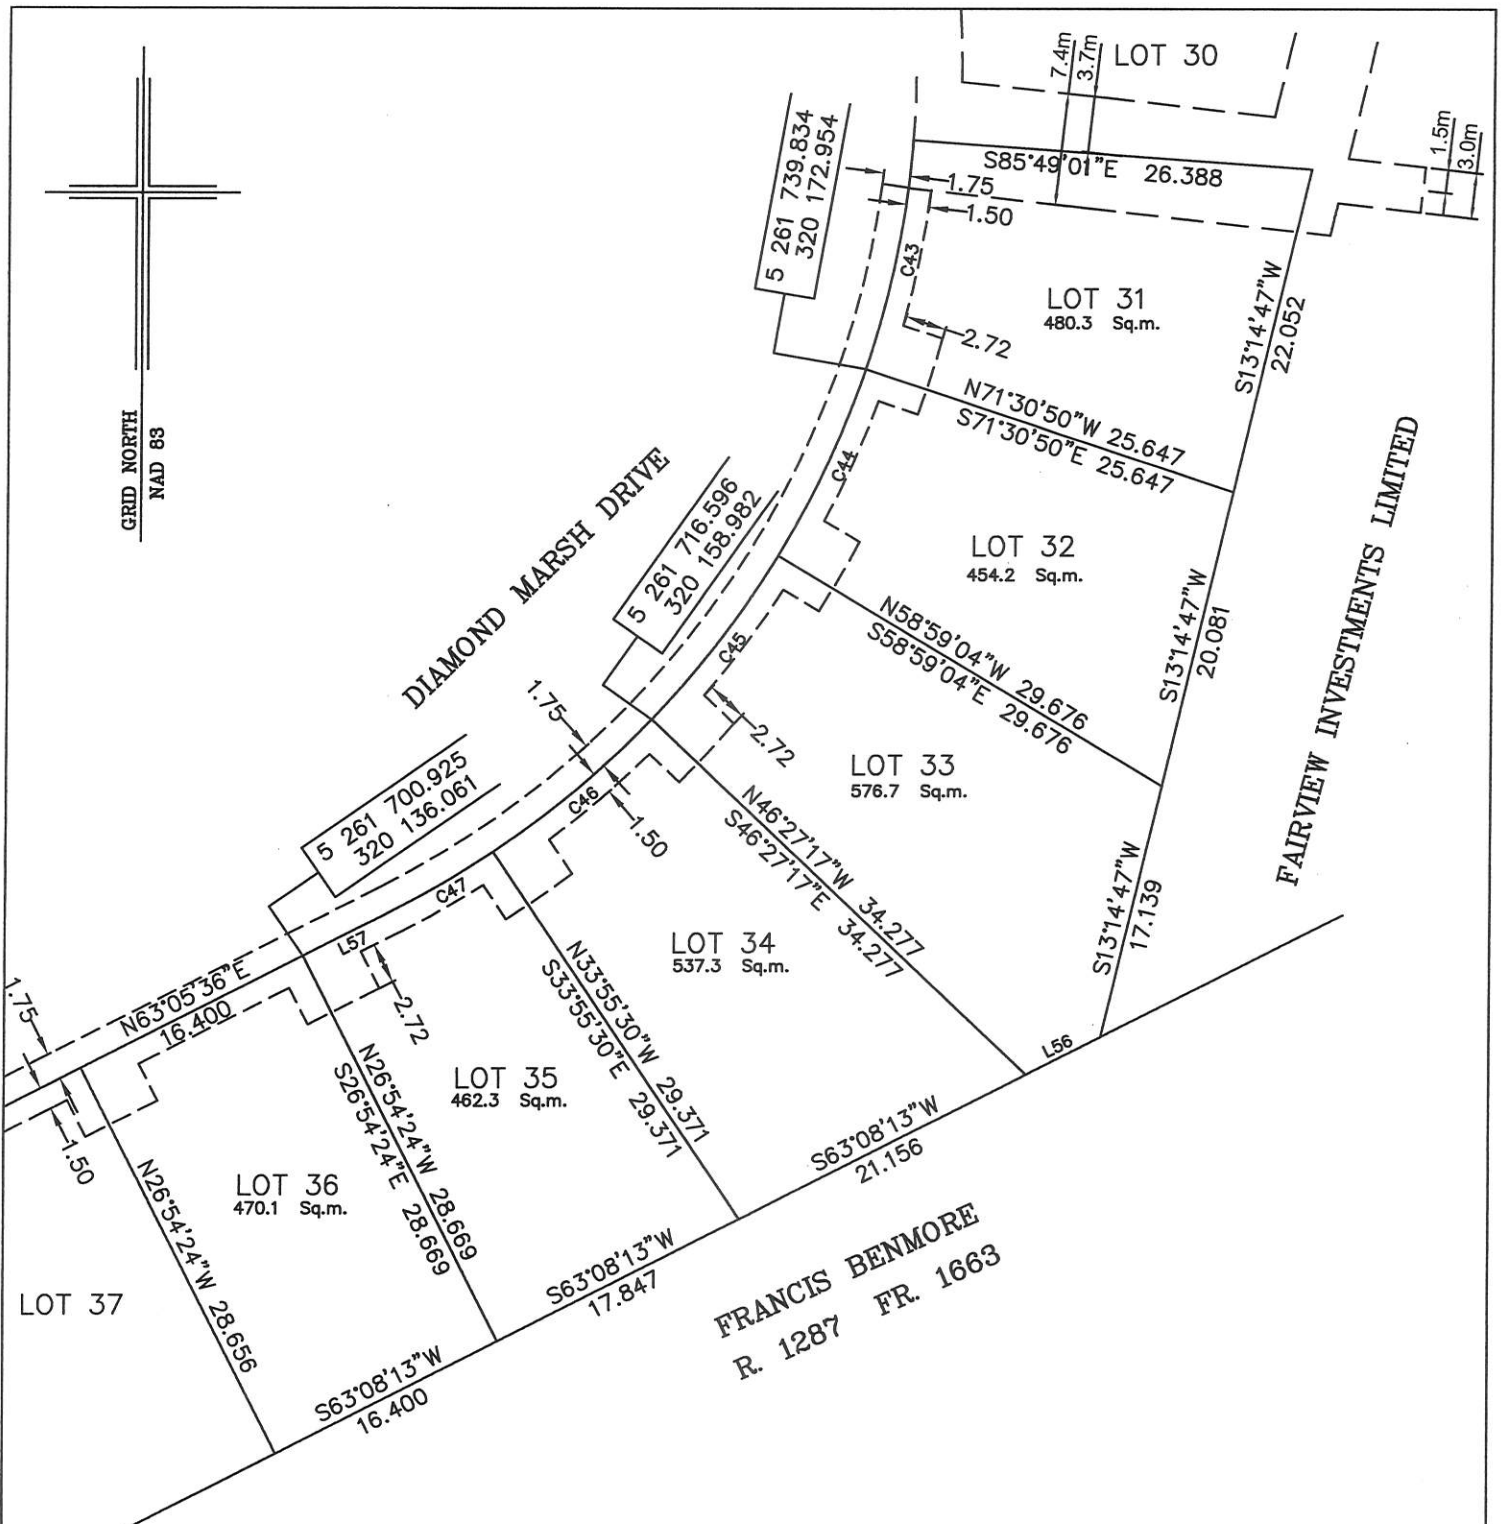 LOT 30
7.4m
3.7m
1.5m
3.0m
S85°49'01"E 26.388
5 261 739.834
320 172.954
1.75
1.50
C43
LOT 31
480.3 Sq.m.
S13°14'47"W
22.052
2.72
N71°30'50"W 25.647
S71°30'50"E 25.647
GRID NORTH
NAD 83
C44
DIAMOND MARSH DRIVE
5 261 716.596
320 158.982
LOT 32
454.2 Sq.m.
S13°14'47"W
20.081
FAIRVIEW INVESTMENTS LIMITED
N58°59'04"W 29.676
S58°59'04"E 29.676
C45
1.75
2.72
LOT 33
576.7 Sq.m.
5 261 700.925
320 136.061
C46
1.50
N46°27'17"W 34.277
S46°27'17"E 34.277
S13°14'47"W
17.139
C47
L57
LOT 34
537.3 Sq.m.
N33°55'30"W 29.371
S33°55'30"E 29.371
1.75
N63°05'36"E
16.400
2.72
L56
LOT 35
462.3 Sq.m.
N26°54'24"W 28.669
S26°54'24"E 28.669
S63°08'13"W
21.156
1.50
LOT 36
470.1 Sq.m.
N26°54'24"W 28.656
S63°08'13"W
17.847
FRANCIS BENMORE
R. 1287 FR. 1663
LOT 37
S63°08'13"W
16.400